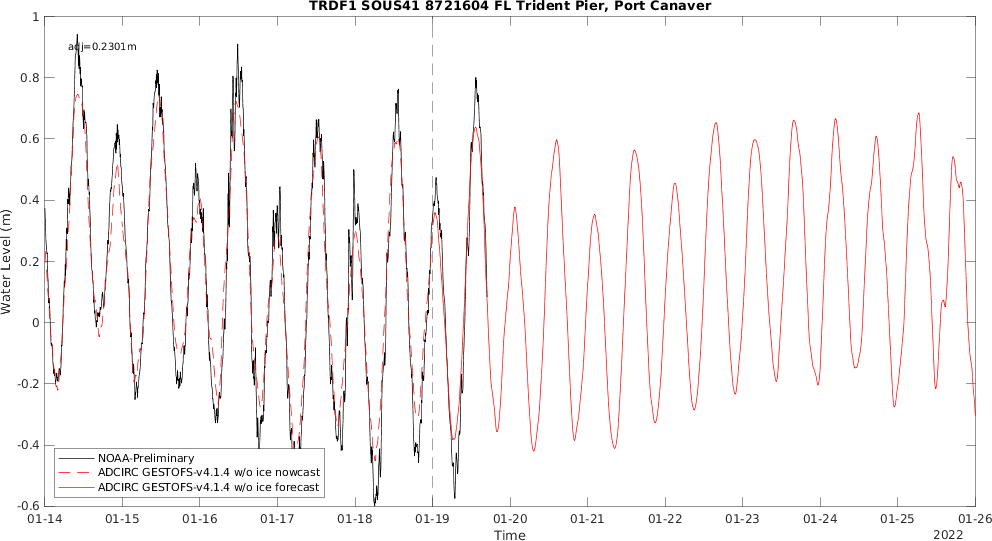 TRDF1 SOUS41 8721604 FL Trident Pier, Port Canaver
adj=0.2301m
1
0.8
0.6
0.4
0.2
0
-0.2
-0.4
-0.6
Water Level (m)
NOAA-Preliminary
ADCIRC GESTOFS-v4.1.4 w/o ice nowcast
ADCIRC GESTOFS-v4.1.4 w/o ice forecast
01-14 01-15 01-16 01-17 01-18 01-19 01-20 01-21 01-22 01-23 01-24 01-25 01-26
Time
2022